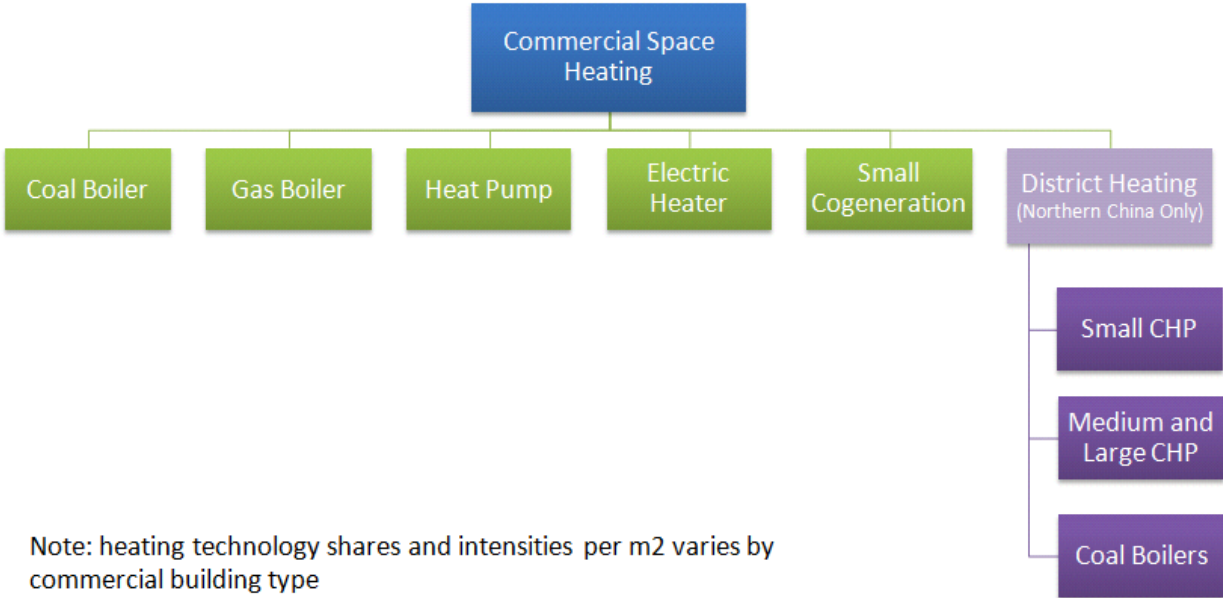 Commercial Space
Heating
Coal Boiler
Gas Boiler
Heat Pump
Electric
Heater
Small
Cogeneration
District Heating
(Northern China Only)
Small CHP
Medium and
Large CHP
Coal Boilers
Note: heating technology shares and intensities per m2 varies by
commercial building type